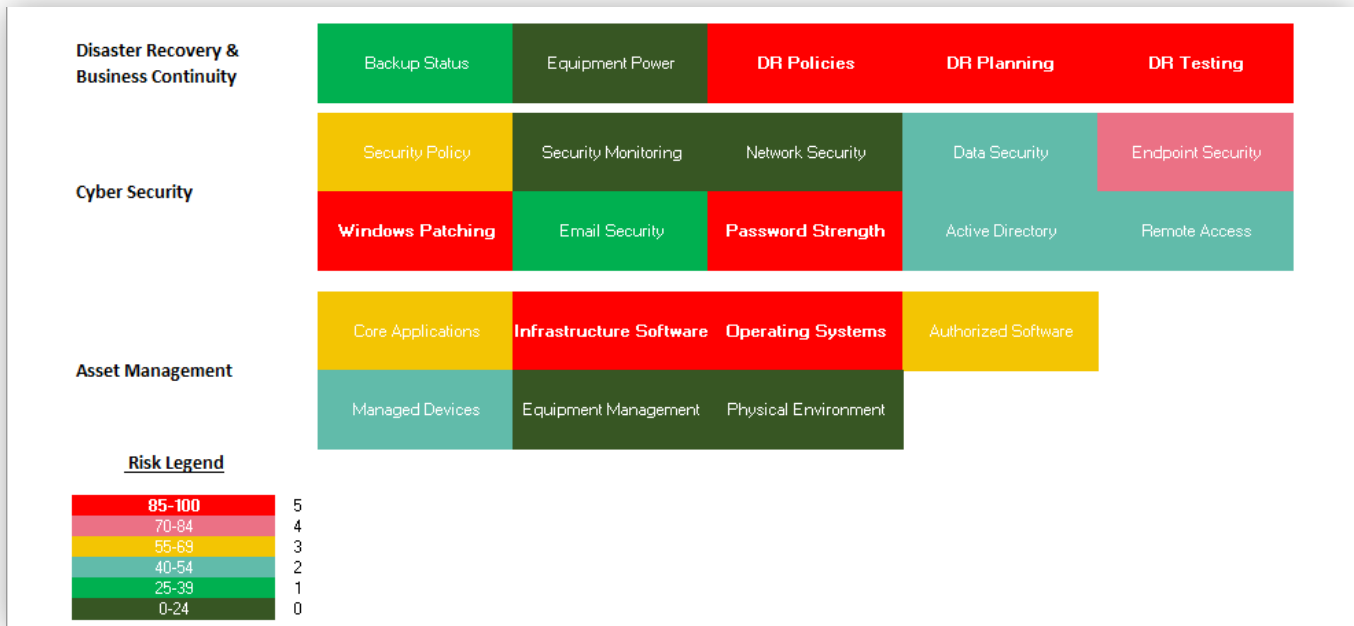 Disaster Recovery &
Business Continuity
Backup Status
Equipment Power
DR Policies
DR Planning
DR Testing
Cyber Security
Security Policy
Security Monitoring
Network Security
Data Security
Endpoint Security
Windows Patching
Email Security
Password Strength
Active Directory
Remote Access
Asset Management
Core Applications
Infrastructure Software
Operating Systems
Authorized Software
Managed Devices
Equipment Management
Physical Environment
Risk Legend
85-100 5
70-84 4
55-69 3
40-54 2
25-39 1
0-24 0